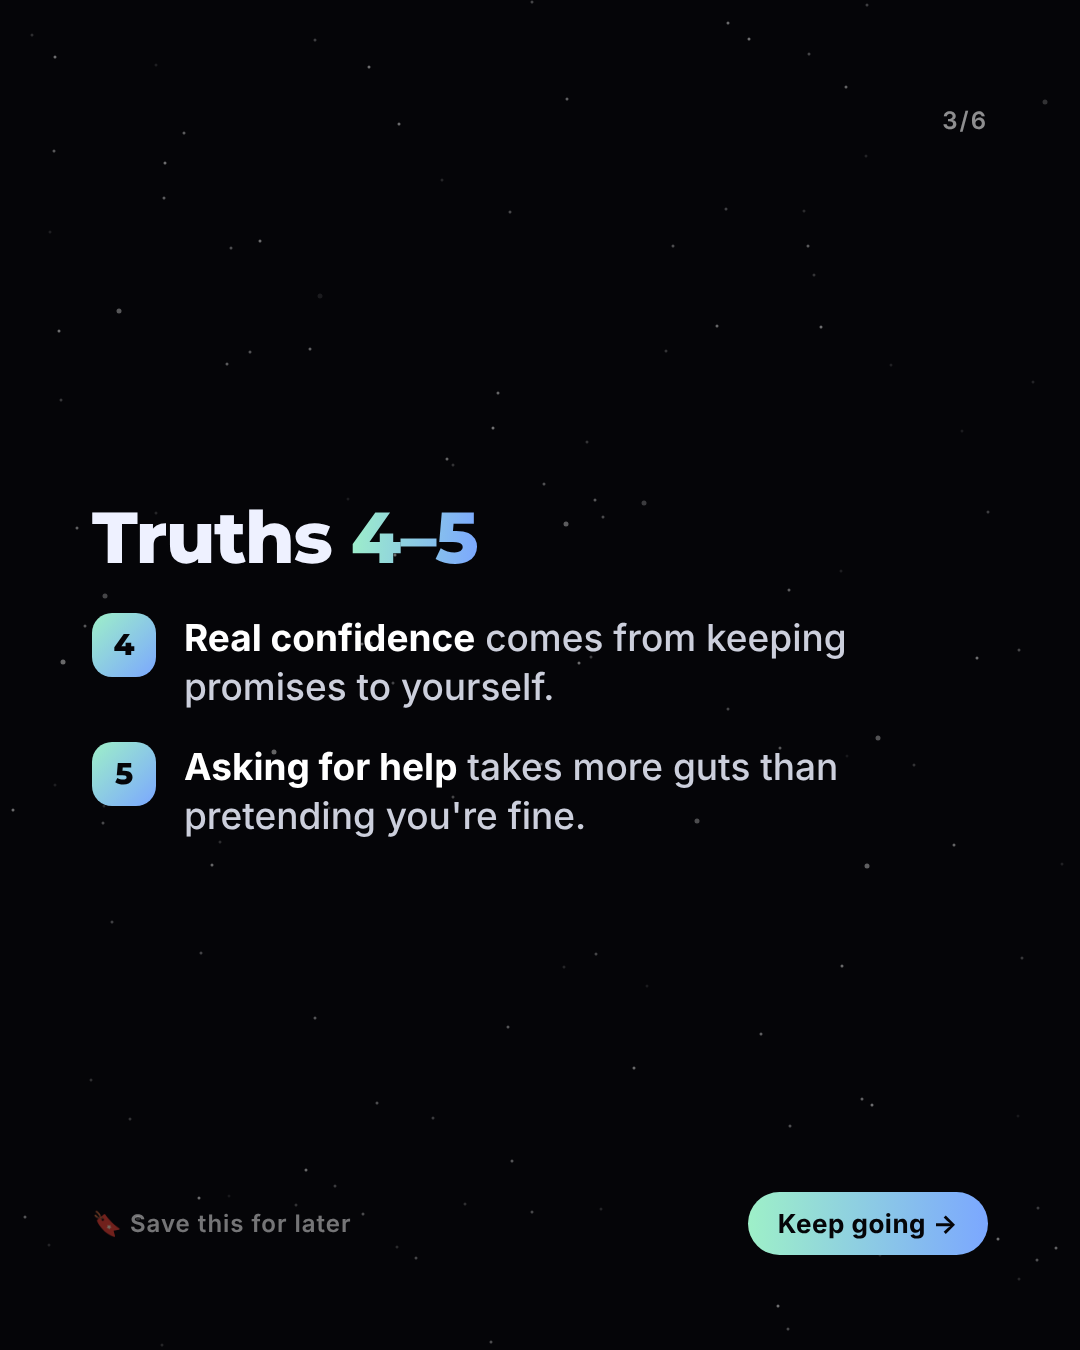 3/6
Truths 4–5
4
Real confidence comes from keeping
promises to yourself.
5
Asking for help takes more guts than
pretending you're fine.
🔖 Save this for later
Keep going →